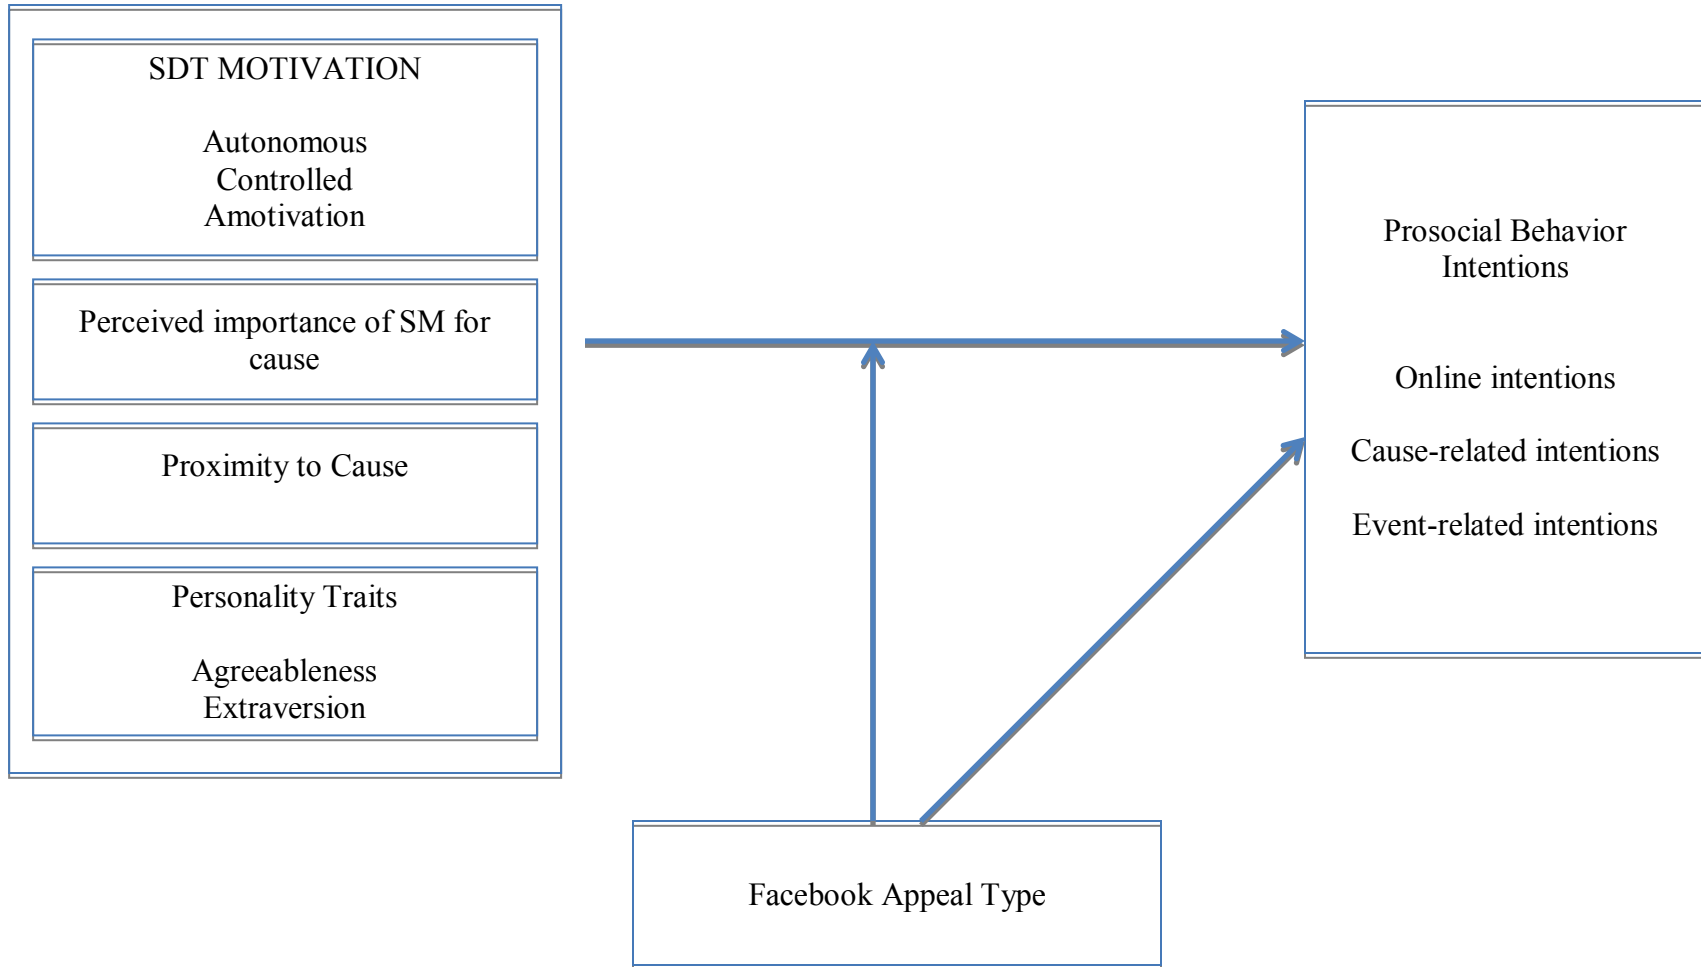 SDT MOTIVATION
Autonomous
Controlled
Amotivation
Perceived importance of SM for
cause
Proximity to Cause
Personality Traits
Agreeableness
Extraversion
Prosocial Behavior
Intentions
Online intentions
Cause-related intentions
Event-related intentions
Facebook Appeal Type